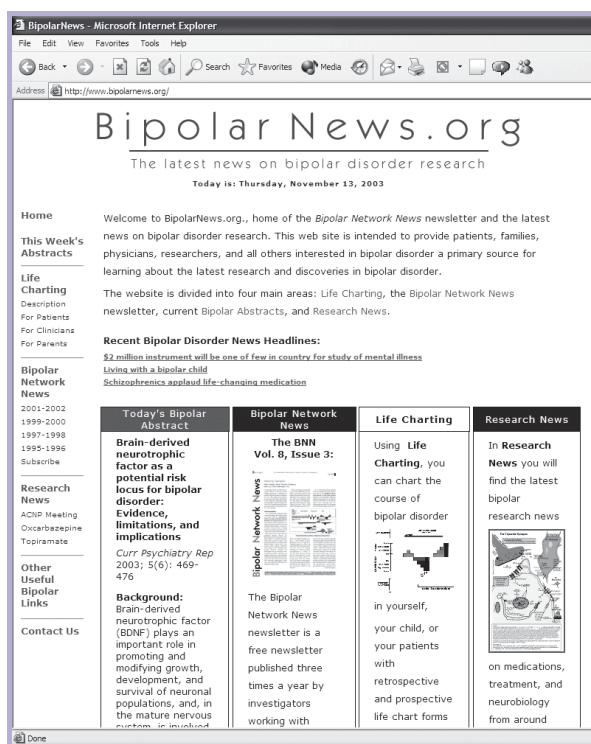 BipolarNews - Microsoft Internet Explorer
File Edit View Favorites Tools Help
Back Search Favorites Media
Address http://www.bipolarnews.org/
Bipolar News.org
The latest news on bipolar disorder research
Today is: Thursday, November 13, 2003
Home
This Week's
Abstracts
Life
Charting
Description
For Patients
For Clinicians
For Parents
Bipolar
Network
News
2001-2002
1999-2000
1997-1998
1995-1996
Subscribe
Research
News
ACNP Meeting
Oxcarbazepine
Topiramate
Other
Useful
Bipolar
Links
Contact Us
Welcome to BipolarNews.org., home of the Bipolar Network News newsletter and the latest
news on bipolar disorder research. This web site is intended to provide patients, families,
physicians, researchers, and all others interested in bipolar disorder a primary source for
learning about the latest research and discoveries in bipolar disorder.
The website is divided into four main areas: Life Charting, the Bipolar Network News
newsletter, current Bipolar Abstracts, and Research News.
Recent Bipolar Disorder News Headlines:
$2 million instrument will be one of few in country for study of mental illness
Living with a bipolar child
Schizophrenics applaud life-changing medication
Today's Bipolar
Abstract
Brain-derived
neurotrophic
factor as a
potential risk
locus for bipolar
disorder:
Evidence,
limitations, and
implications
Curr Psychiatry Rep
2003; 5(6): 469-
476
Background:
Brain-derived
neurotrophic factor
(BDNF) plays an
important role in
promoting and
modifying growth,
development, and
survival of neuronal
populations, and, in
the mature nervous
system, is involved
Bipolar Network
News
The BNN
Vol. 8, Issue 3:
Bipolar Network News
The Bipolar
Network News
newsletter is a
free newsletter
published three
times a year by
investigators
working with
Life Charting
Using Life
Charting, you
can chart the
course of
bipolar disorder
in yourself,
your child, or
your patients
with
retrospective
and prospective
life chart forms
Research News
In Research
News you will
find the latest
bipolar
research news
on medications,
treatment, and
neurobiology
from around
Done